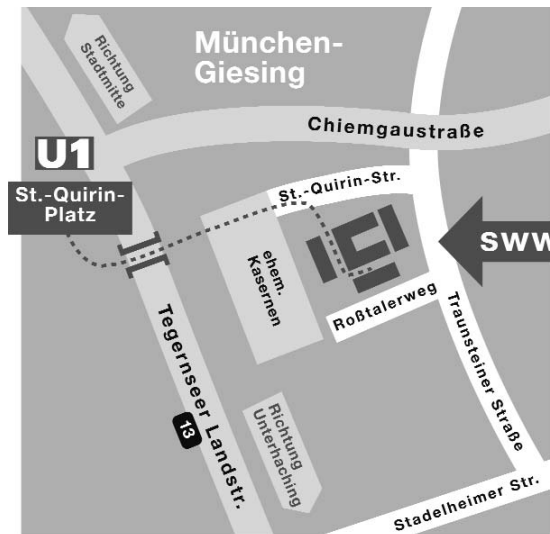 Richtung
Stadtmitte
München-
Giesing
Chiemgaustraße
U1
St.-Quirin-
Platz
St.-Quirin-Str.
SWW
ehem.
Kasernen
Roßtalerweg
Tegernseer Landstr.
13
Traunsteiner Straße
Richtung
Unterhaching
Stadelheimer Str.